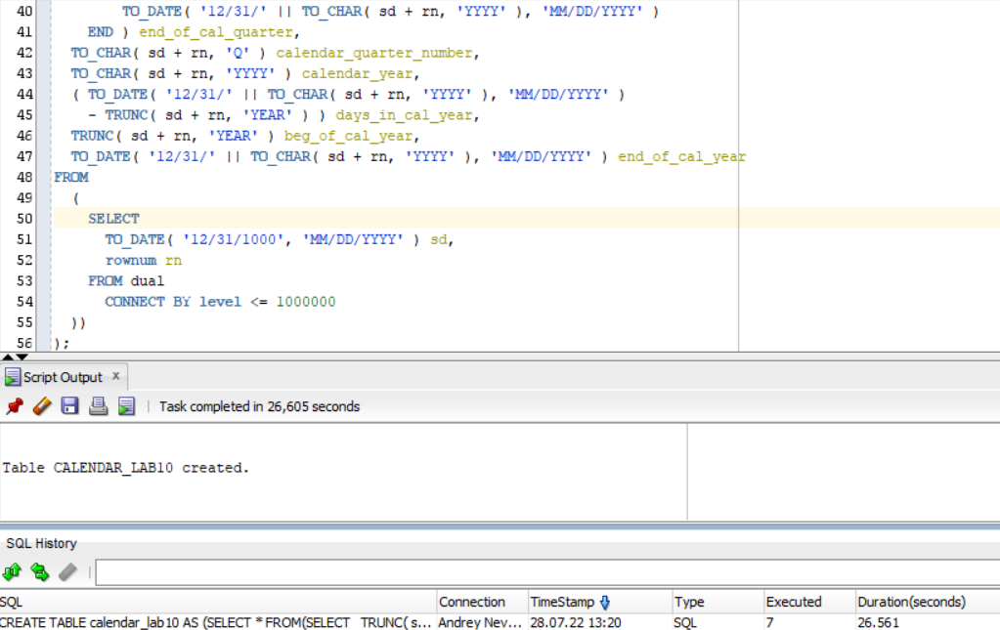 40 TO_DATE( '12/31/' || TO_CHAR( sd + rn, 'YYYY' ), 'MM/DD/YYYY' )
41 END ) end_of_cal_quarter,
42 TO_CHAR( sd + rn, 'Q' ) calendar_quarter_number,
43 TO_CHAR( sd + rn, 'YYYY' ) calendar_year,
44 ( TO_DATE( '12/31/' || TO_CHAR( sd + rn, 'YYYY' ), 'MM/DD/YYYY' )
45 - TRUNC( sd + rn, 'YEAR' ) ) days_in_cal_year,
46 TRUNC( sd + rn, 'YEAR' ) beg_of_cal_year,
47 TO_DATE( '12/31/' || TO_CHAR( sd + rn, 'YYYY' ), 'MM/DD/YYYY' ) end_of_cal_year
48 FROM
49 (
50 SELECT
51 TO_DATE( '12/31/1000', 'MM/DD/YYYY' ) sd,
52 rownum rn
53 FROM dual
54 CONNECT BY level <= 1000000
55 ))
56 );
Script Output x
Task completed in 26,605 seconds
Table CALENDAR_LAB10 created.
SQL History
SQL Connection TimeStamp Type Executed Duration(seconds)
CREATE TABLE calendar_lab10 AS (SELECT * FROM(SELECT TRUNC( s... Andrey Nev... 28.07.22 13:20 SQL 7 26.561